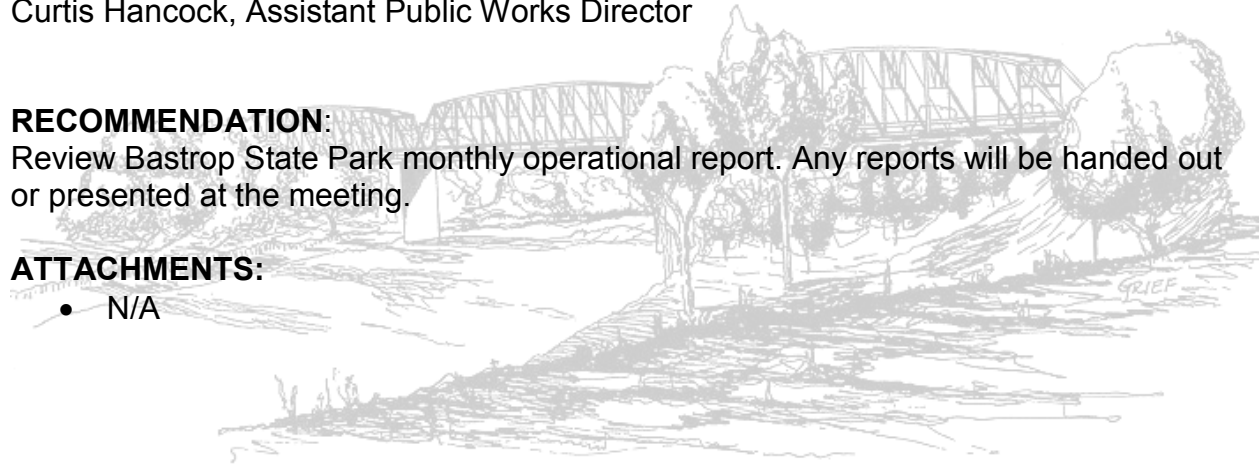 Curtis Hancock, Assistant Public Works Director
RECOMMENDATION:
Review Bastrop State Park monthly operational report. Any reports will be handed out
or presented at the meeting.
ATTACHMENTS:
• N/A
GRIEF